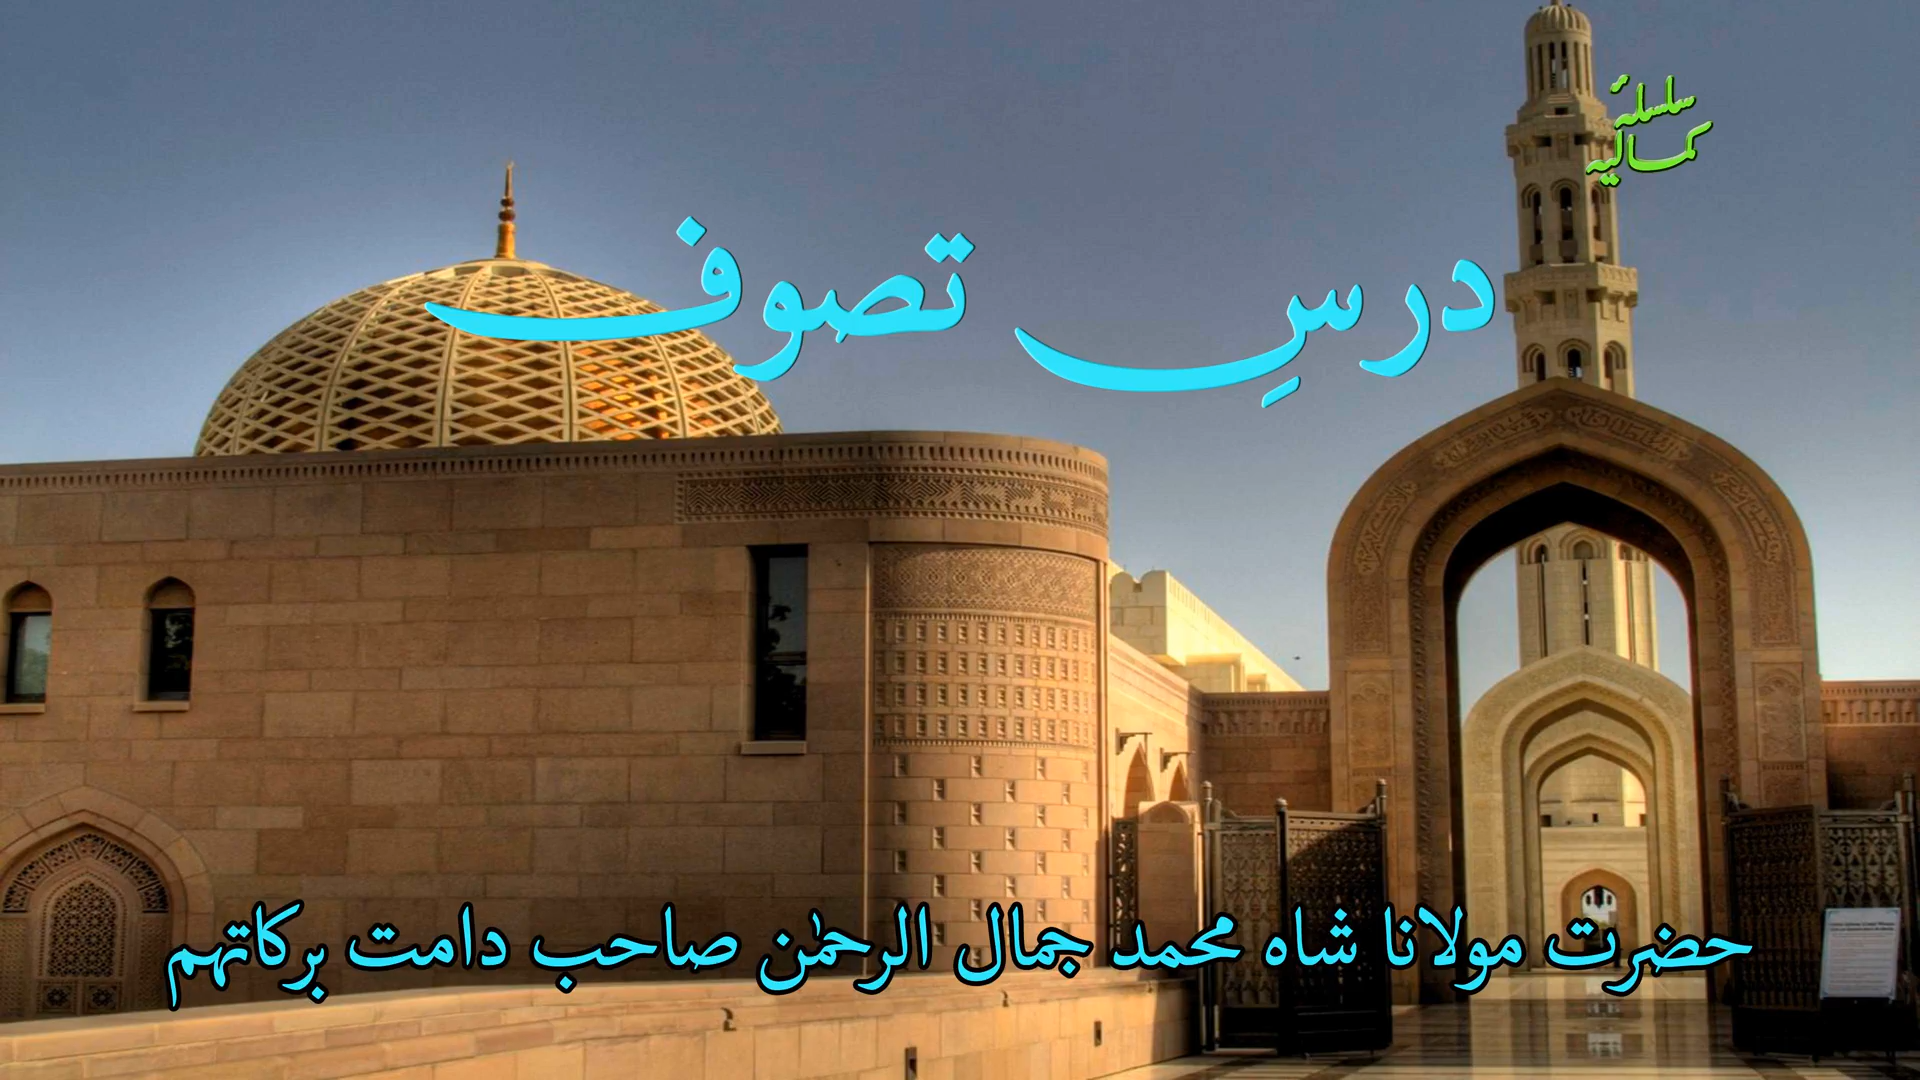 سلسلۂ
کمالیہ
درسِ تصوف
حضرت مولانا شاہ محمد جمال الرحمٰن صاحب دامت برکاتہم